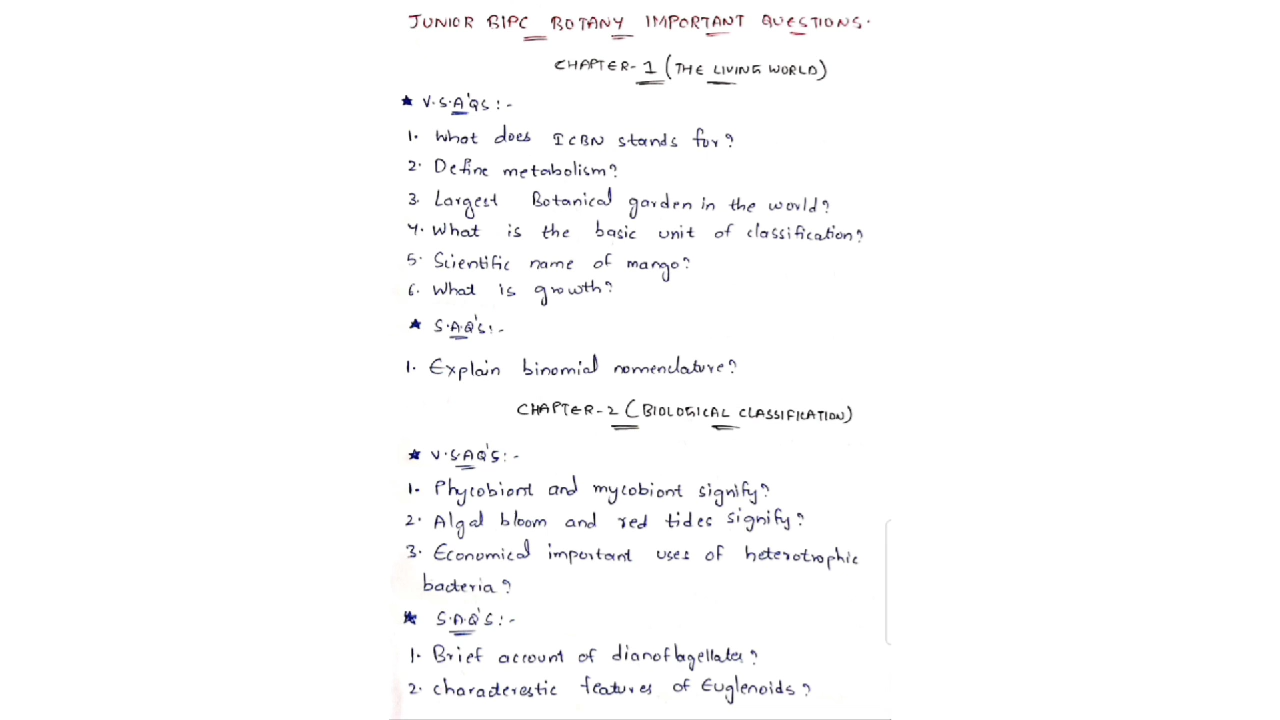 JUNIOR BIPC BOTANY IMPORTANT QUESTIONS.
CHAPTER-1 (THE LIVING WORLD)
★ V.S.A'QS:-
1. What does ICBN stands for?
2. Define metabolism?
3. Largest Botanical garden in the world?
4. What is the basic unit of classification?
5. Scientific name of mango?
6. What is growth?
★ S.A.Q's:-
1. Explain binomial nomenclature?
CHAPTER-2 (BIOLOGICAL CLASSIFICATION)
★ V.S.AQ'S:-
1. Phycobiont and mycobiont signify?
2. Algal bloom and red tides signify?
3. Economical important uses of heterotrophic
bacteria?
★ S.A.Q'S:-
1. Brief account of dianoflagellates?
2. characterestic features of Euglenoids?